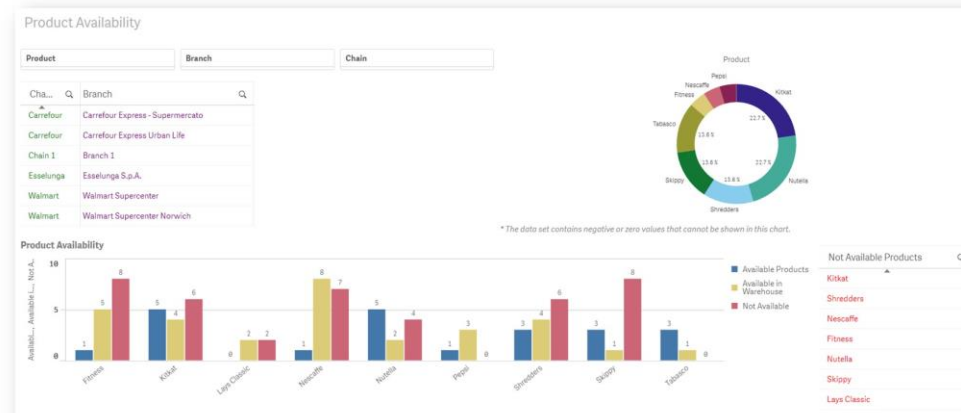 Product Availability
Product Branch Chain
Cha... Branch
Carrefour Carrefour Express - Supermercato
Carrefour Carrefour Express Urban Life
Chain 1 Branch 1
Esselunga Esselunga S.p.A.
Walmart Walmart Supercenter
Walmart Walmart Supercenter Norwich
Product
Pepsi
Nescaffe
Fitness
Kitkat
Tabasco
Skippy
Nutella
Shredders
22.7 %
13.6 %
13.6 %
22.7 %
13.6 %
* The data set contains negative or zero values that cannot be shown in this chart.
Product Availability
Availabl..., Available i..., Not A...
10
5
0
1 5 8
5 4 6
0 2 2
1 8 7
5 2 4
1 3 0
3 4 6
3 1 8
3 1 0
Fitness
Kitkat
Lays Classic
Nescaffe
Nutella
Pepsi
Shredders
Skippy
Tabasco
Available Products
Available in
Warehouse
Not Available
Not Available Products
Kitkat
Shredders
Nescaffe
Fitness
Nutella
Skippy
Lays Classic